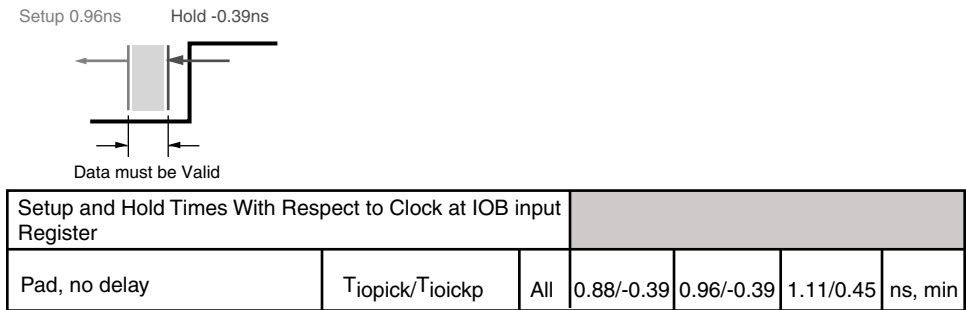 Setup 0.96ns Hold -0.39ns
Data must be Valid
Setup and Hold Times With Respect to Clock at IOB input
Register
Pad, no delay Tiopick/Tioickp All 0.88/-0.39 0.96/-0.39 1.11/0.45 ns, min